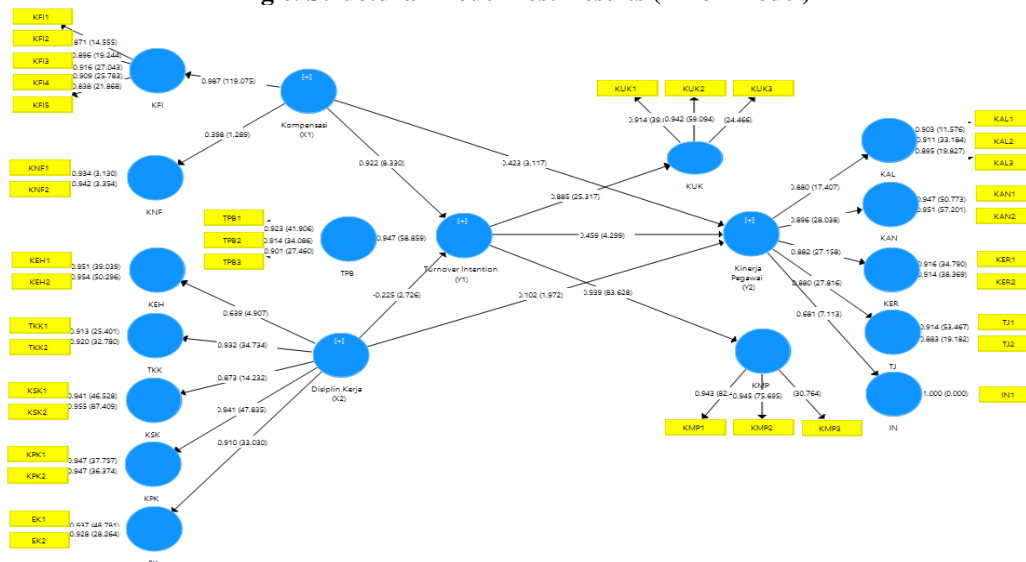 KFI1
KFI2
KFI3
KFI4
KFI5
.871 (14.555)
0.896 (19.244)
0.916 (27.043)
0.909 (25.783)
0.838 (21.868)
KFI
0.987 (119.075)
[+]
Kompensasi
(X1)
0.398 (1.289)
KNF1
KNF2
0.934 (3.130)
0.942 (3.354)
KNF
0.922 (8.330)
0.423 (3.117)
KUK1
KUK2
KUK3
0.942 (59.094)
(24.466)
KUK
0.885 (25.317)
TPB1
TPB2
TPB3
0.923 (41.906)
0.914 (34.086)
0.901 (27.460)
TPB
0.947 (58.859)
[+]
Turnover Intention
(Y1)
0.459 (4.299)
[+]
Kinerja
Pegawai
(Y2)
KAL1
KAL2
KAL3
0.903 (11.576)
0.911 (33.184)
0.895 (19.827)
KAL
0.880 (17.407)
KAN1
KAN2
0.947 (50.773)
0.951 (57.201)
KAN
0.896 (28.038)
KER1
KER2
0.916 (34.790)
0.914 (38.369)
KER
0.882 (27.158)
TJ1
TJ2
0.914 (53.467)
0.883 (19.182)
TJ
0.880 (27.816)
IN1
1.000 (0.000)
IN
0.681 (7.113)
KEH1
KEH2
0.951 (39.039)
0.954 (50.296)
KEH
0.639 (4.907)
TKK1
TKK2
0.913 (25.401)
0.920 (32.780)
TKK
0.932 (34.734)
-0.225 (2.726)
0.102 (1.972)
0.939 (83.628)
[+]
Disiplin Kerja
(X2)
KSK1
KSK2
0.941 (46.528)
0.955 (87.409)
KSK
0.873 (14.232)
KPK1
KPK2
0.947 (37.757)
0.947 (36.374)
KPK
0.941 (47.835)
EK1
EK2
0.937 (48.781)
0.928 (28.264)
0.910 (33.030)
KMP
0.945 (75.695)
(30.764)
KMP1
KMP2
KMP3